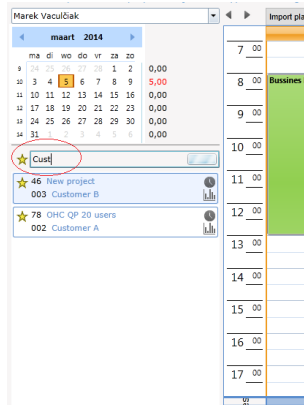 Marek Vaculčiak
Import pla
maart 2014
ma di wo do vr za zo
9 24 25 26 27 28 1 2 0,00
10 3 4 5 6 7 8 9 5,00
11 10 11 12 13 14 15 16 0,00
12 17 18 19 20 21 22 23 0,00
13 24 25 26 27 28 29 30 0,00
14 31 1 2 3 4 5 6 0,00
Cust
46 New project
003 Customer B
78 OHC QP 20 users
002 Customer A
7 00
8 00 Bussines
9 00
10 00
11 00
12 00
13 00
14 00
15 00
16 00
17 00